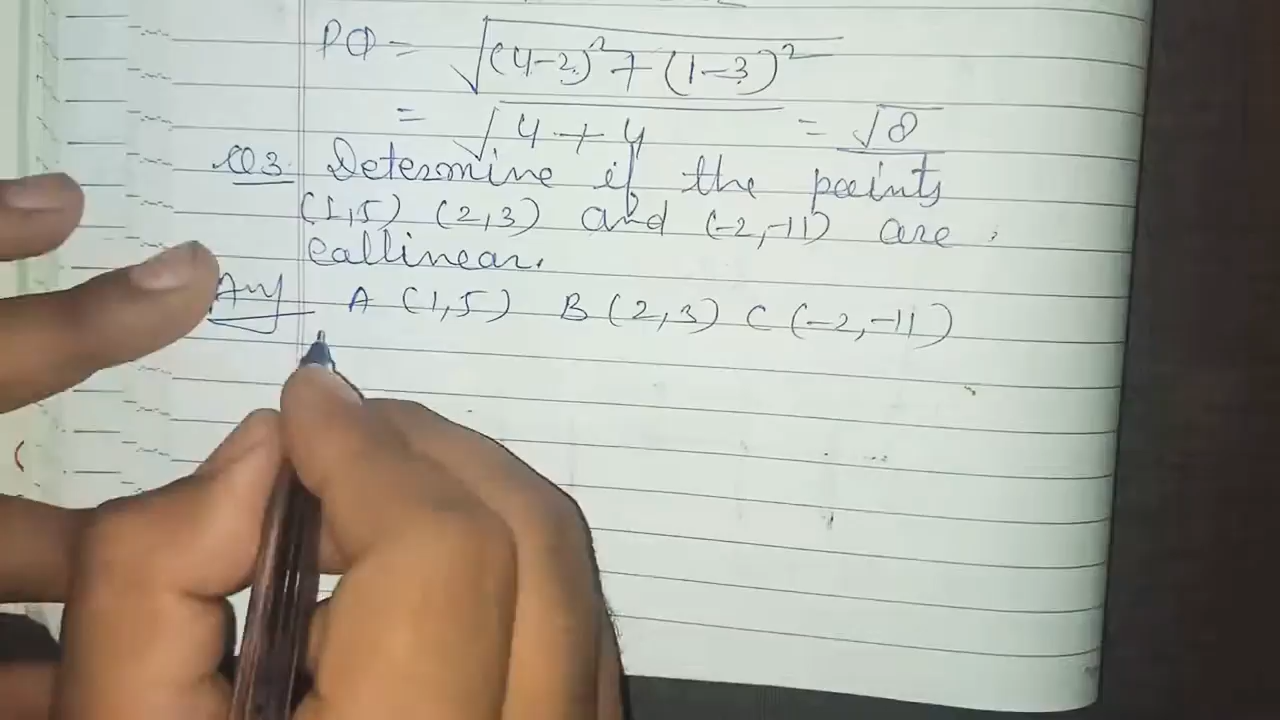 PQ = √(4-2)² + (1-3)²
= √4 + 4 = √8
Q3. Determine if the points
(1,5) (2,3) and (-2,-11) are
collinear.
Ans A (1,5) B (2,3) C (-2,-11)